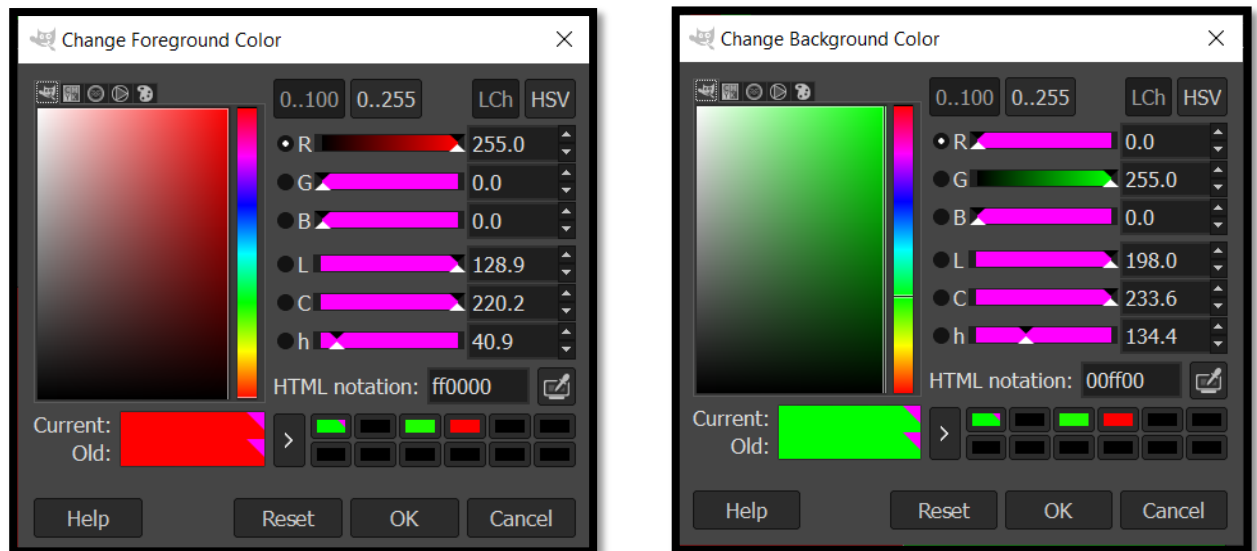 Change Foreground Color
0..100 0..255 LCh HSV
R 255.0
G 0.0
B 0.0
L 128.9
C 220.2
h 40.9
HTML notation: ff0000
Current:
Old:
Help Reset OK Cancel
Change Background Color
0..100 0..255 LCh HSV
R 0.0
G 255.0
B 0.0
L 198.0
C 233.6
h 134.4
HTML notation: 00ff00
Current:
Old:
Help Reset OK Cancel